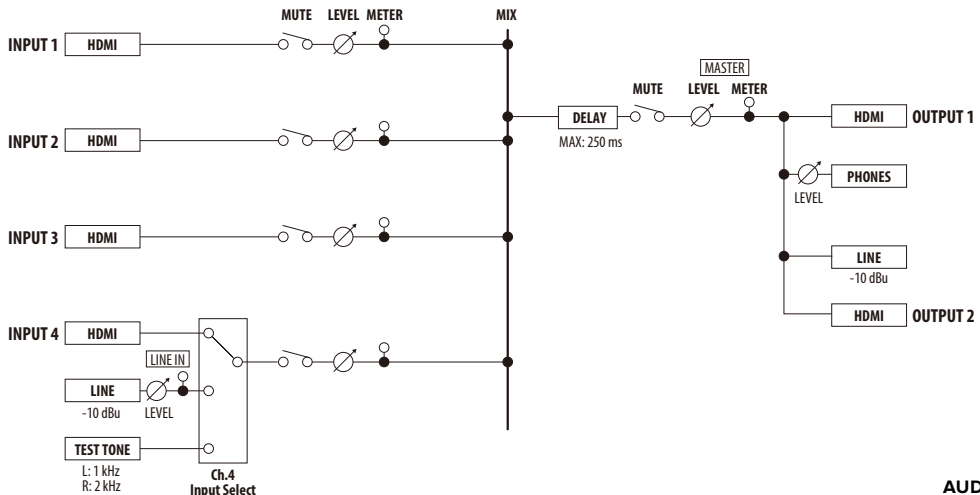 MUTE LEVEL METER MIX
INPUT 1 HDMI
MASTER
MUTE LEVEL METER
DELAY
MAX: 250 ms
HDMI OUTPUT 1
INPUT 2 HDMI
PHONES
LEVEL
INPUT 3 HDMI
LINE
-10 dBu
HDMI OUTPUT 2
INPUT 4 HDMI
LINE IN
LINE
-10 dBu LEVEL
TEST TONE
L: 1 kHz
R: 2 kHz
Ch.4
Input Select
AUD